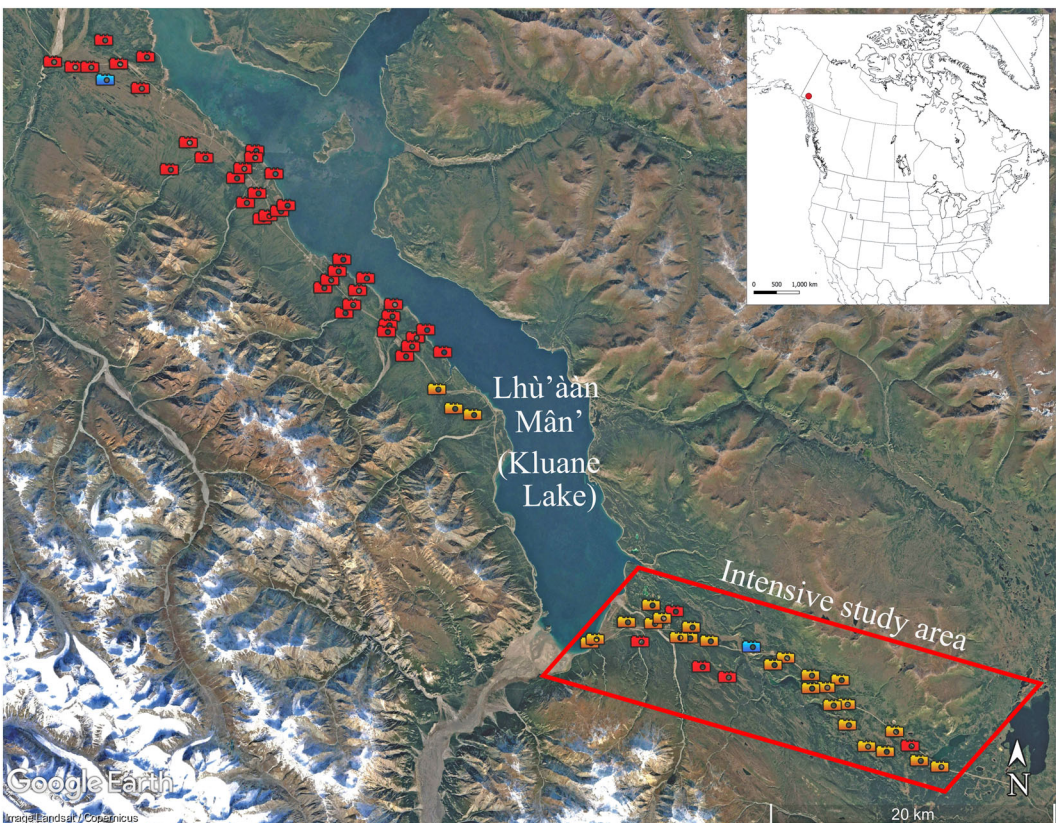 0 500 1,000 km
Lhù'ààn
Mân'
(Kluane
Lake)
Intensive study area
N
Google Earth
Image Landsat / Copernicus
20 km